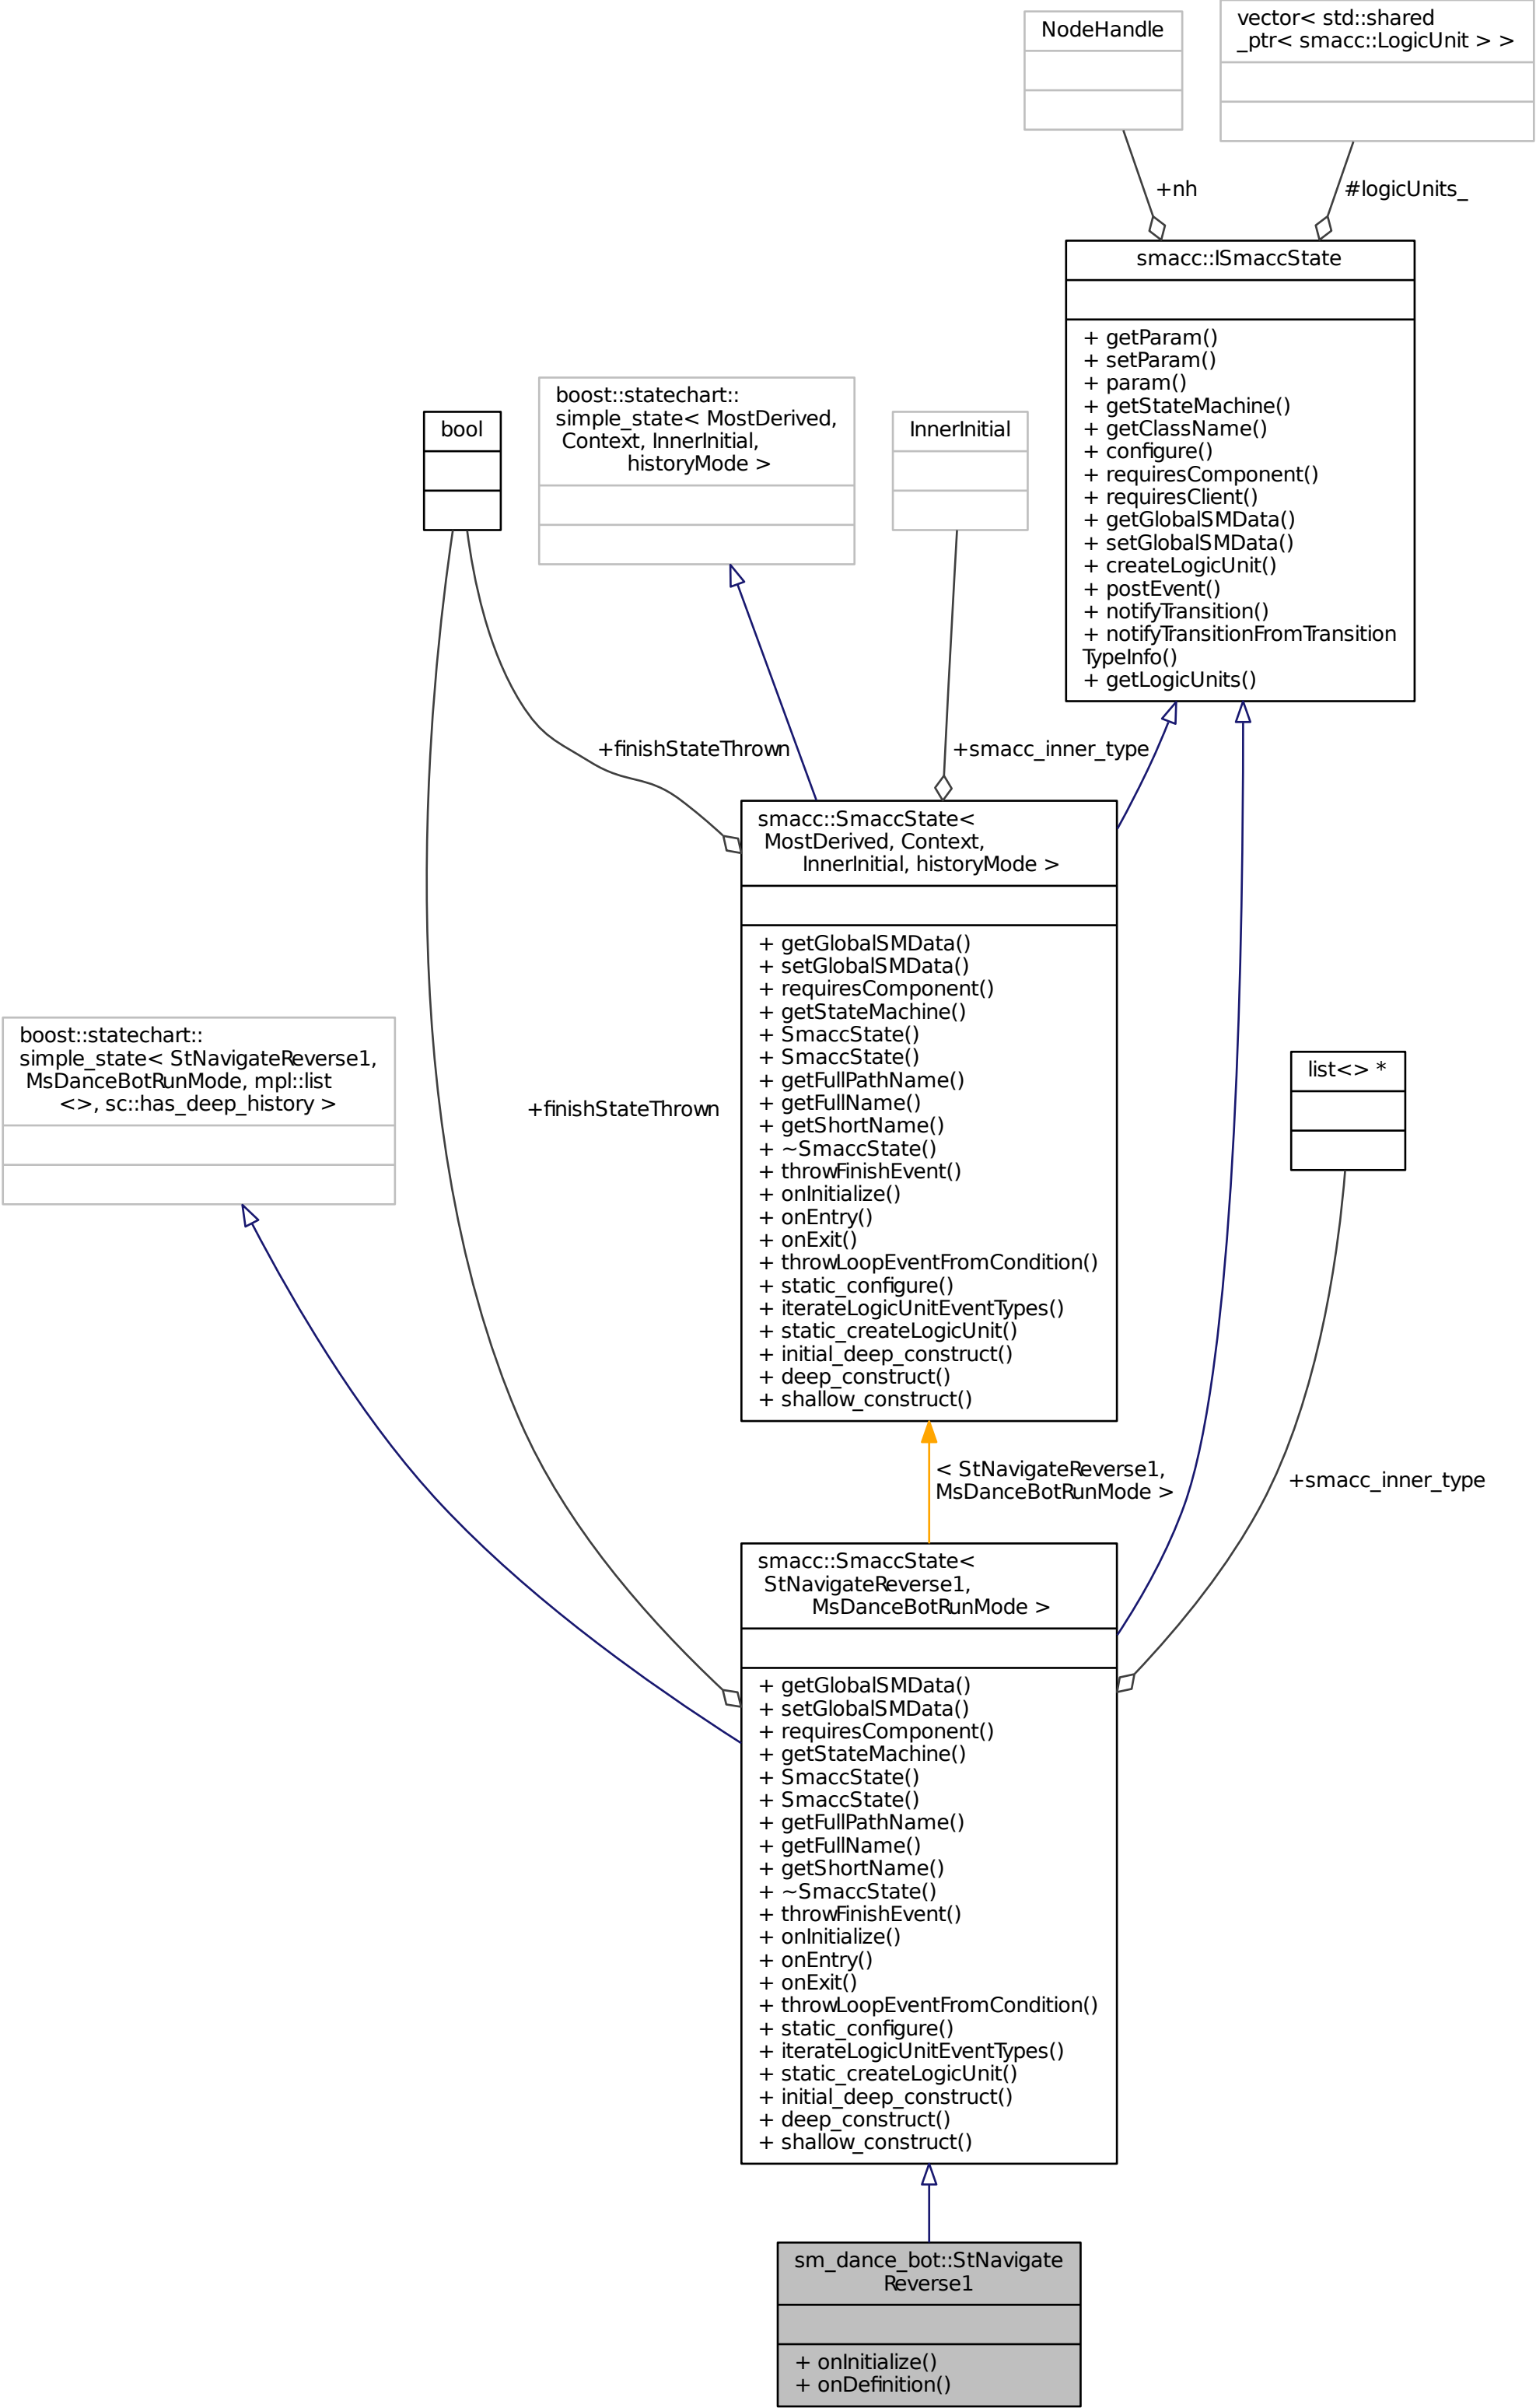 NodeHandle
vector< std::shared
_ptr< smacc::LogicUnit > >
+nh
#logicUnits_
smacc::ISmaccState
+ getParam()
+ setParam()
+ param()
+ getStateMachine()
+ getClassName()
+ configure()
+ requiresComponent()
+ requiresClient()
+ getGlobalSMData()
+ setGlobalSMData()
+ createLogicUnit()
+ postEvent()
+ notifyTransition()
+ notifyTransitionFromTransition
TypeInfo()
+ getLogicUnits()
bool
boost::statechart::
simple_state< MostDerived,
Context, InnerInitial,
historyMode >
InnerInitial
+finishStateThrown
+smacc_inner_type
smacc::SmaccState<
MostDerived, Context,
InnerInitial, historyMode >
+ getGlobalSMData()
+ setGlobalSMData()
+ requiresComponent()
+ getStateMachine()
+ SmaccState()
+ SmaccState()
+ getFullPathName()
+ getFullName()
+ getShortName()
+ ~SmaccState()
+ throwFinishEvent()
+ onInitialize()
+ onEntry()
+ onExit()
+ throwLoopEventFromCondition()
+ static_configure()
+ iterateLogicUnitEventTypes()
+ static_createLogicUnit()
+ initial_deep_construct()
+ deep_construct()
+ shallow_construct()
boost::statechart::
simple_state< StNavigateReverse1,
MsDanceBotRunMode, mpl::list
<>, sc::has_deep_history >
+finishStateThrown
list<> *
< StNavigateReverse1,
MsDanceBotRunMode >
+smacc_inner_type
smacc::SmaccState<
StNavigateReverse1,
MsDanceBotRunMode >
+ getGlobalSMData()
+ setGlobalSMData()
+ requiresComponent()
+ getStateMachine()
+ SmaccState()
+ SmaccState()
+ getFullPathName()
+ getFullName()
+ getShortName()
+ ~SmaccState()
+ throwFinishEvent()
+ onInitialize()
+ onEntry()
+ onExit()
+ throwLoopEventFromCondition()
+ static_configure()
+ iterateLogicUnitEventTypes()
+ static_createLogicUnit()
+ initial_deep_construct()
+ deep_construct()
+ shallow_construct()
sm_dance_bot::StNavigate
Reverse1
+ onInitialize()
+ onDefinition()